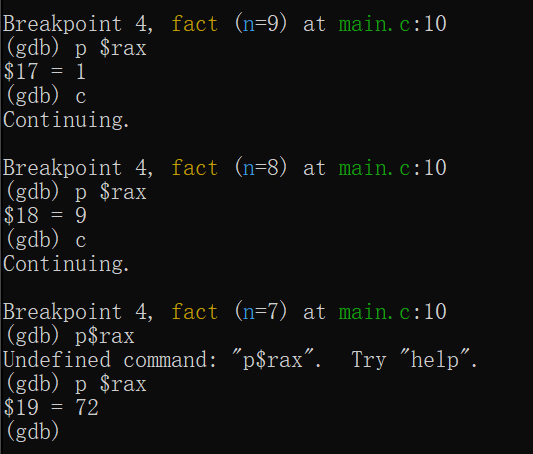 Breakpoint 4, fact (n=9) at main.c:10
(gdb) p $rax
$17 = 1
(gdb) c
Continuing.
Breakpoint 4, fact (n=8) at main.c:10
(gdb) p $rax
$18 = 9
(gdb) c
Continuing.
Breakpoint 4, fact (n=7) at main.c:10
(gdb) p$rax
Undefined command: "p$rax".  Try "help".
(gdb) p $rax
$19 = 72
(gdb)